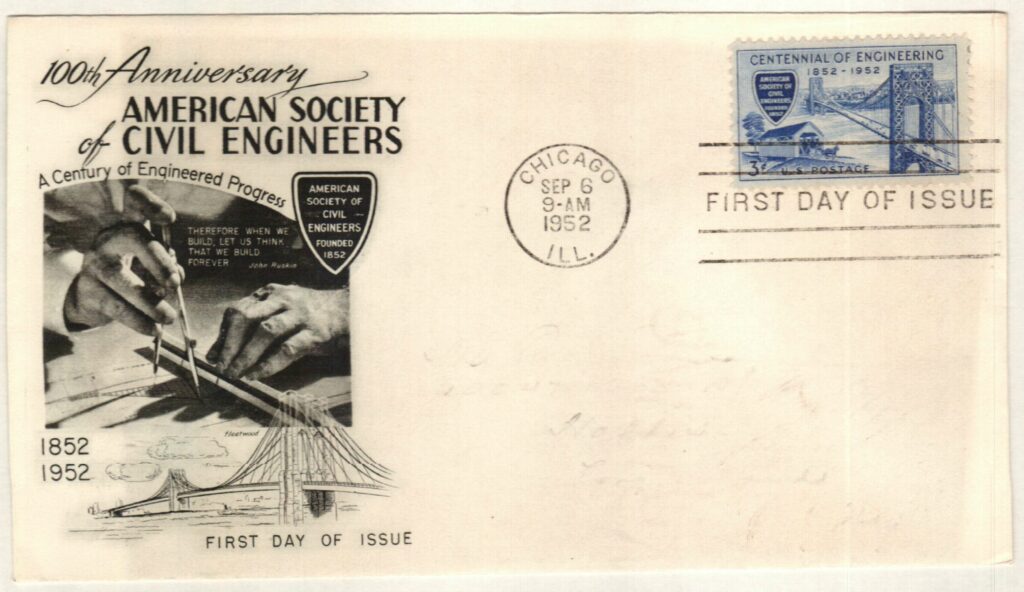 100th Anniversary
AMERICAN SOCIETY
of CIVIL ENGINEERS
A Century of Engineered Progress
AMERICAN
SOCIETY OF
CIVIL
ENGINEERS
FOUNDED
1852
THEREFORE WHEN WE
BUILD, LET US THINK
THAT WE BUILD
FOREVER
John Ruskin
1852
1952
Fleetwood
FIRST DAY OF ISSUE
CHICAGO
SEP 6
9-AM
1952
ILL.
CENTENNIAL OF ENGINEERING
1852-1952
AMERICAN
SOCIETY OF
CIVIL
ENGINEERS
FOUNDED
1852
3¢ U.S. POSTAGE
FIRST DAY OF ISSUE